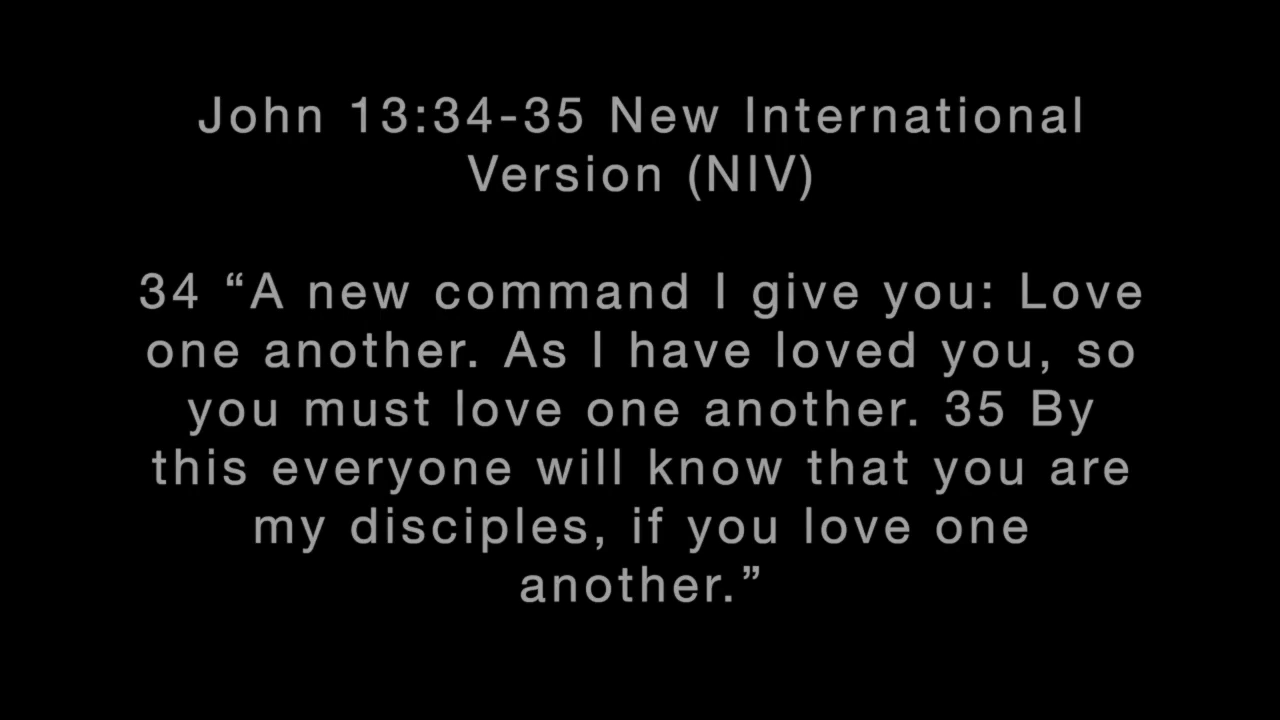 John 13:34-35 New International
Version (NIV)
34 “A new command I give you: Love
one another. As I have loved you, so
you must love one another. 35 By
this everyone will know that you are
my disciples, if you love one
another.”